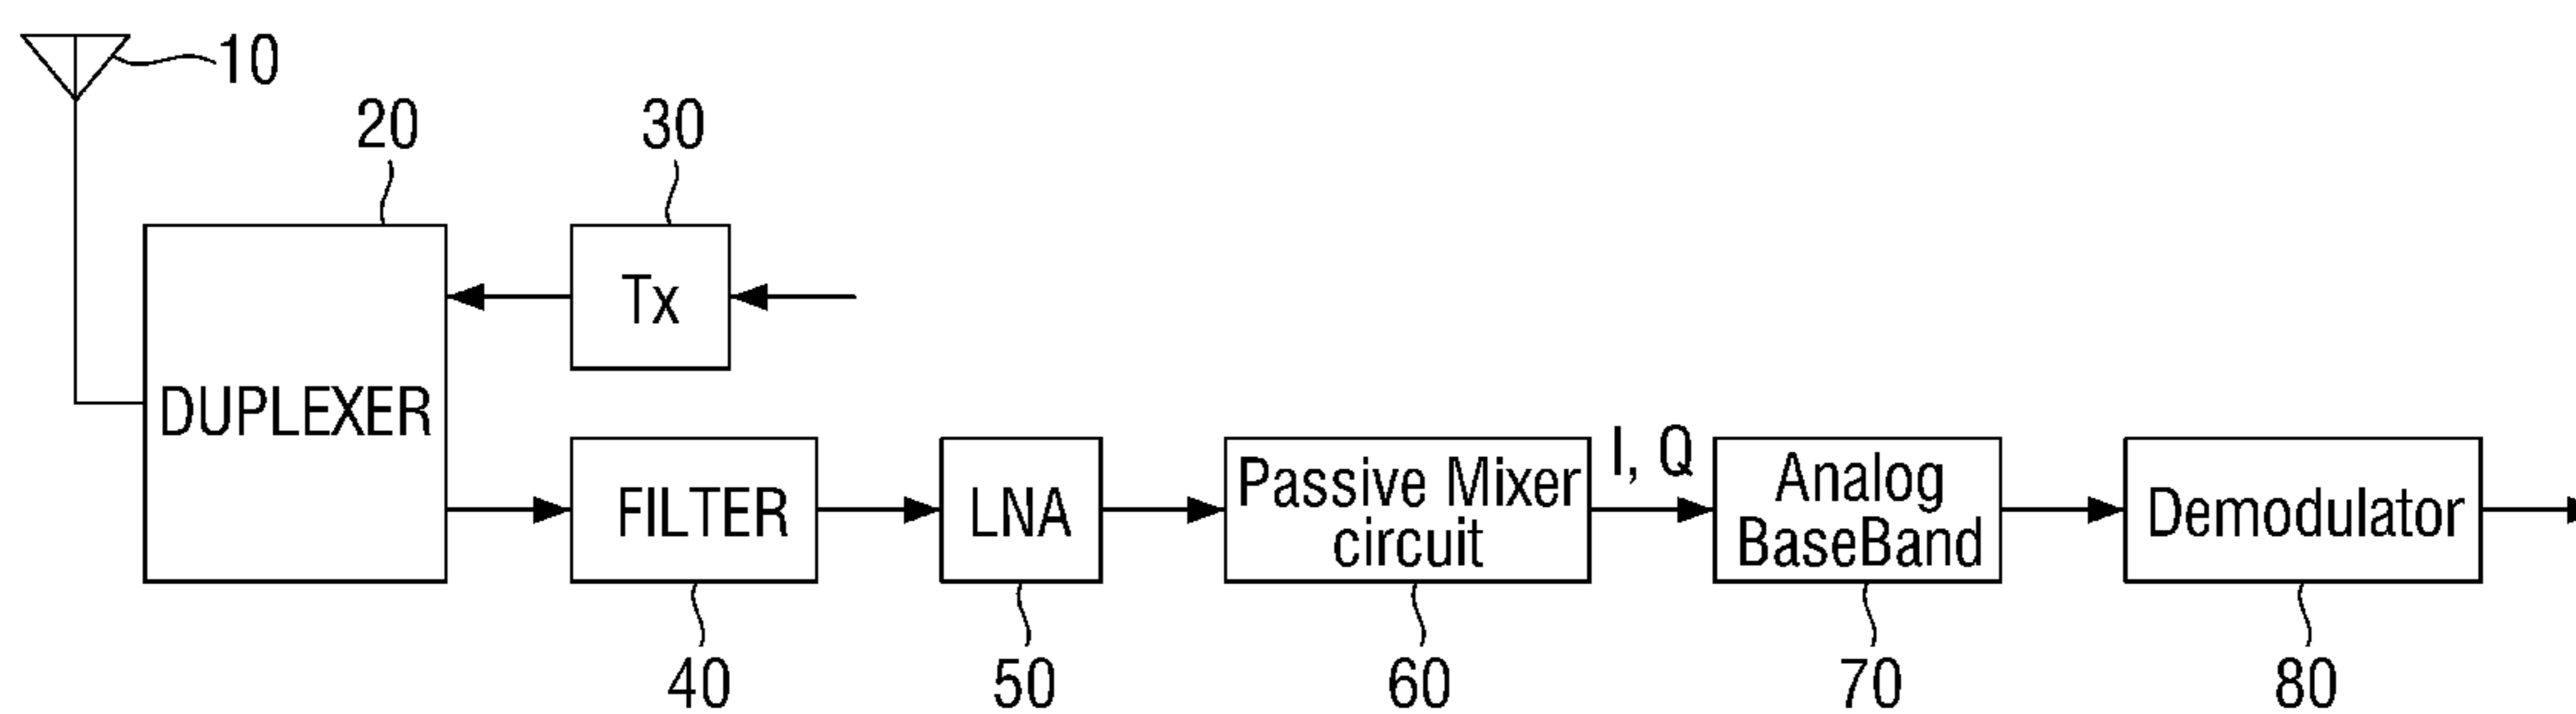 10
20
30
Tx
DUPLEXER
I, Q
FILTER
LNA
Passive Mixer
circuit
Analog
BaseBand
Demodulator
40
50
60
70
80